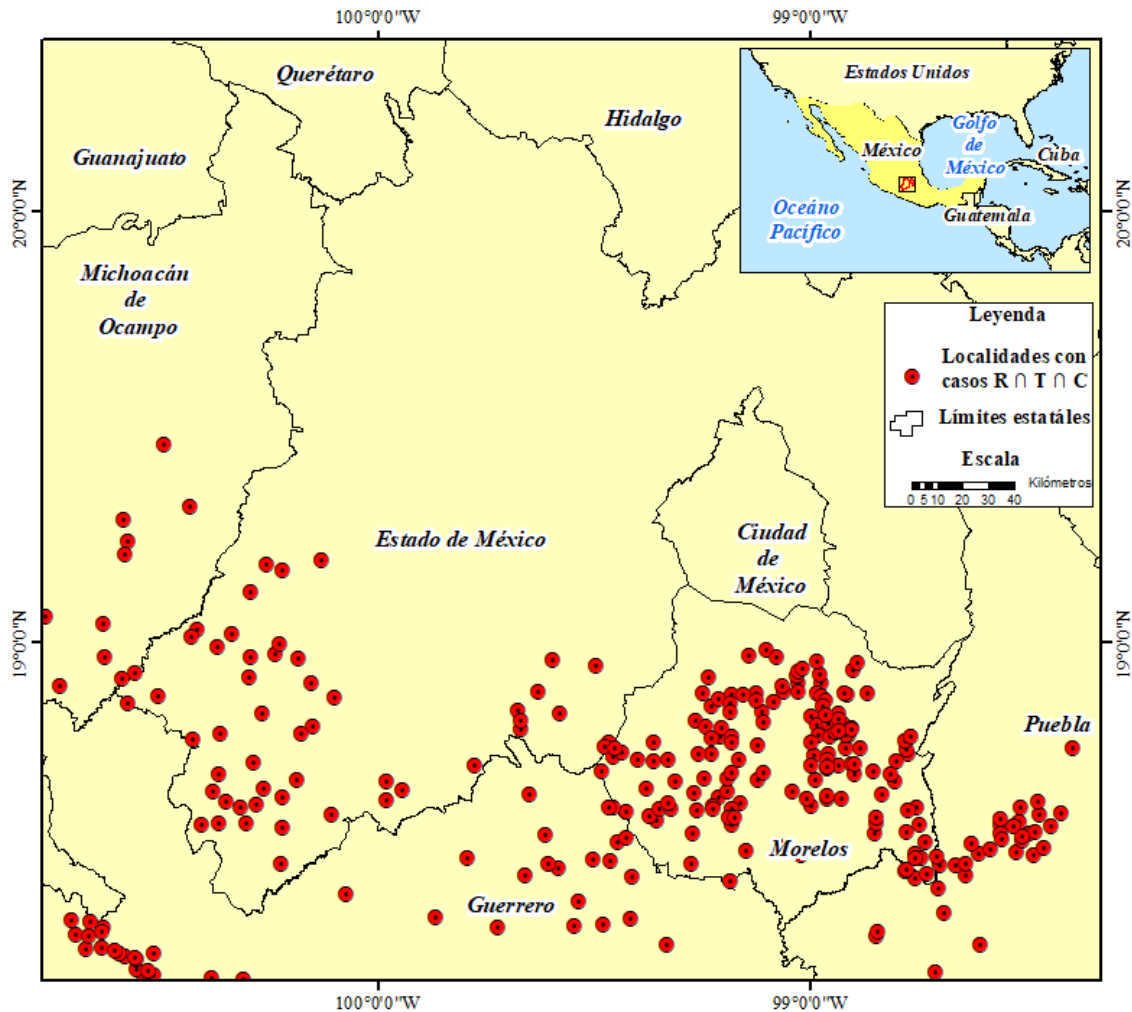 100°0'0"W
99°0'0"W
Querétaro
Hidalgo
Guanajuato
Estados Unidos
Golfo
de
México
México
Cuba
Oceáno
Pacífico
Guatemala
20°0'0"N
20°0'0"N
Michoacán
de
Ocampo
Leyenda
Localidades con
casos R ∩ T ∩ C
Límites estatáles
Escala
Kilómetros
0 5 10 20 30 40
Estado de México
Ciudad
de
México
19°0'0"N
19°0'0"N
Puebla
Morelos
Guerrero
100°0'0"W
99°0'0"W